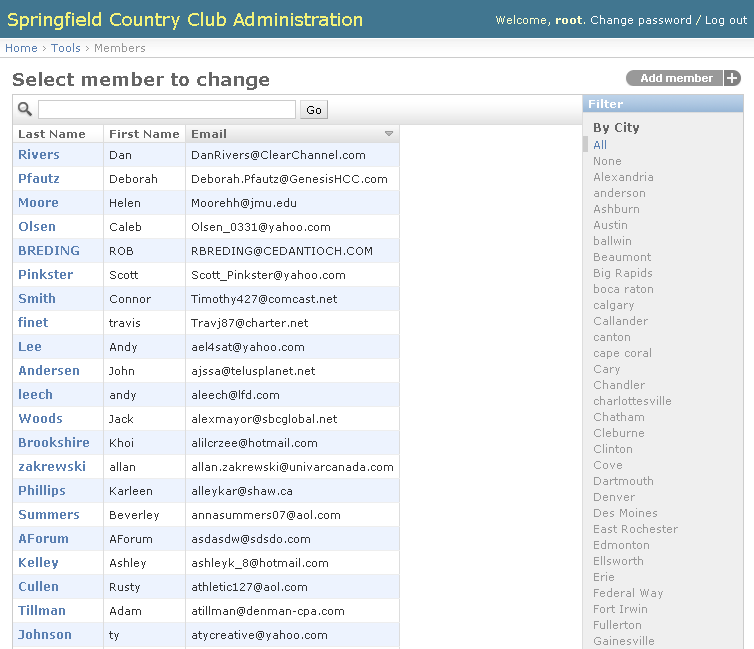 Springfield Country Club Administration
Welcome, root. Change password / Log out
Home › Tools › Members
Select member to change
Add member +
Go
Last Name First Name Email
Rivers Dan DanRivers@ClearChannel.com
Pfautz Deborah Deborah.Pfautz@GenesisHCC.com
Moore Helen Moorehh@jmu.edu
Olsen Caleb Olsen_0331@yahoo.com
BREDING ROB RBREDING@CEDANTIOCH.COM
Pinkster Scott Scott_Pinkster@yahoo.com
Smith Connor Timothy427@comcast.net
finet travis Travj87@charter.net
Lee Andy ael4sat@yahoo.com
Andersen John ajssa@telusplanet.net
leech andy aleech@lfd.com
Woods Jack alexmayor@sbcglobal.net
Brookshire Khoi alilcrzee@hotmail.com
zakrewski allan allan.zakrewski@univarcanada.com
Phillips Karleen alleykar@shaw.ca
Summers Beverley annasummers07@aol.com
AForum AForum asdasdw@sdsdo.com
Kelley Ashley ashleyk_8@hotmail.com
Cullen Rusty athletic127@aol.com
Tillman Adam atillman@denman-cpa.com
Johnson ty atycreative@yahoo.com
Filter
By City
All
None
Alexandria
anderson
Ashburn
Austin
ballwin
Beaumont
Big Rapids
boca raton
calgary
Callander
canton
cape coral
Cary
Chandler
charlottesville
Chatham
Cleburne
Clinton
Cove
Dartmouth
Denver
Des Moines
East Rochester
Edmonton
Ellsworth
Erie
Federal Way
Fort Irwin
Fullerton
Gainesville